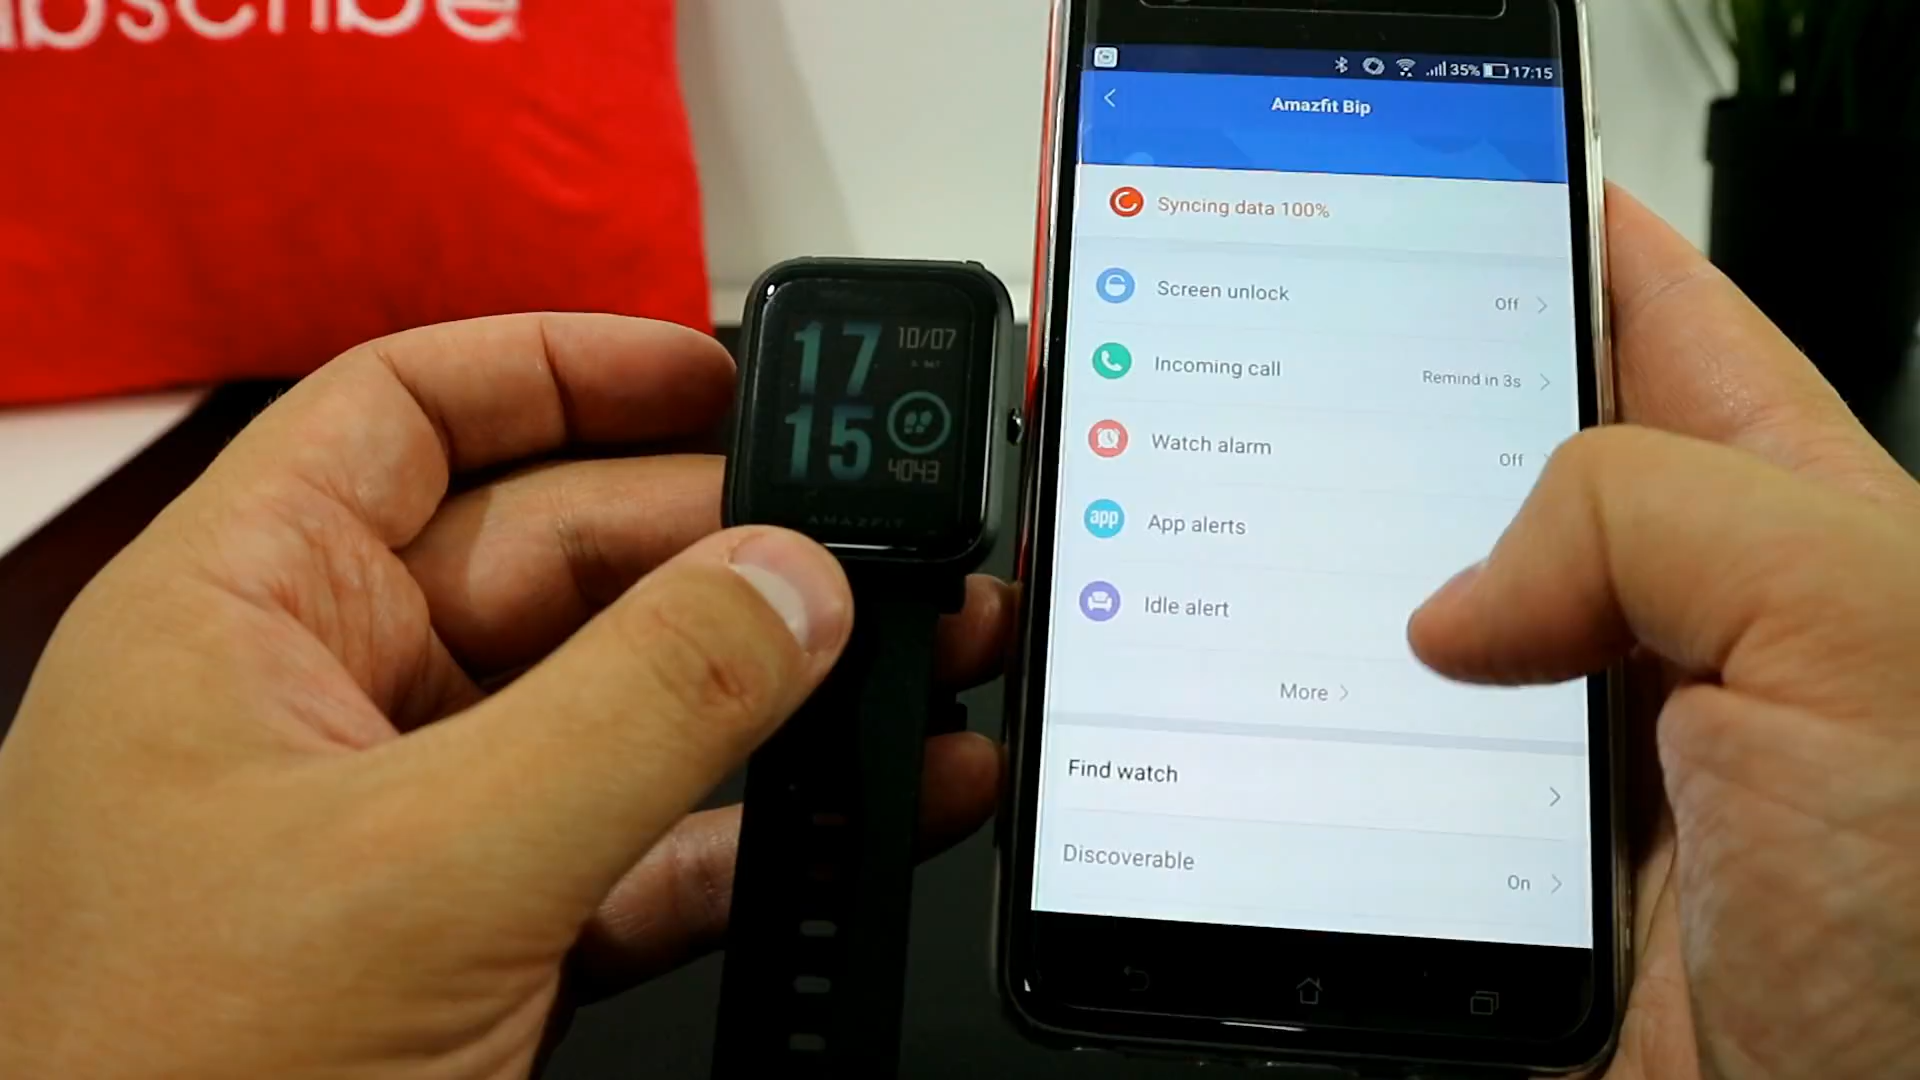 bscribe
17
15
10/07
4043
AMAZFIT
35% 17:15
Amazfit Bip
Syncing data 100%
Screen unlock Off
Incoming call Remind in 3s
Watch alarm Off
app App alerts
Idle alert
More
Find watch
Discoverable On